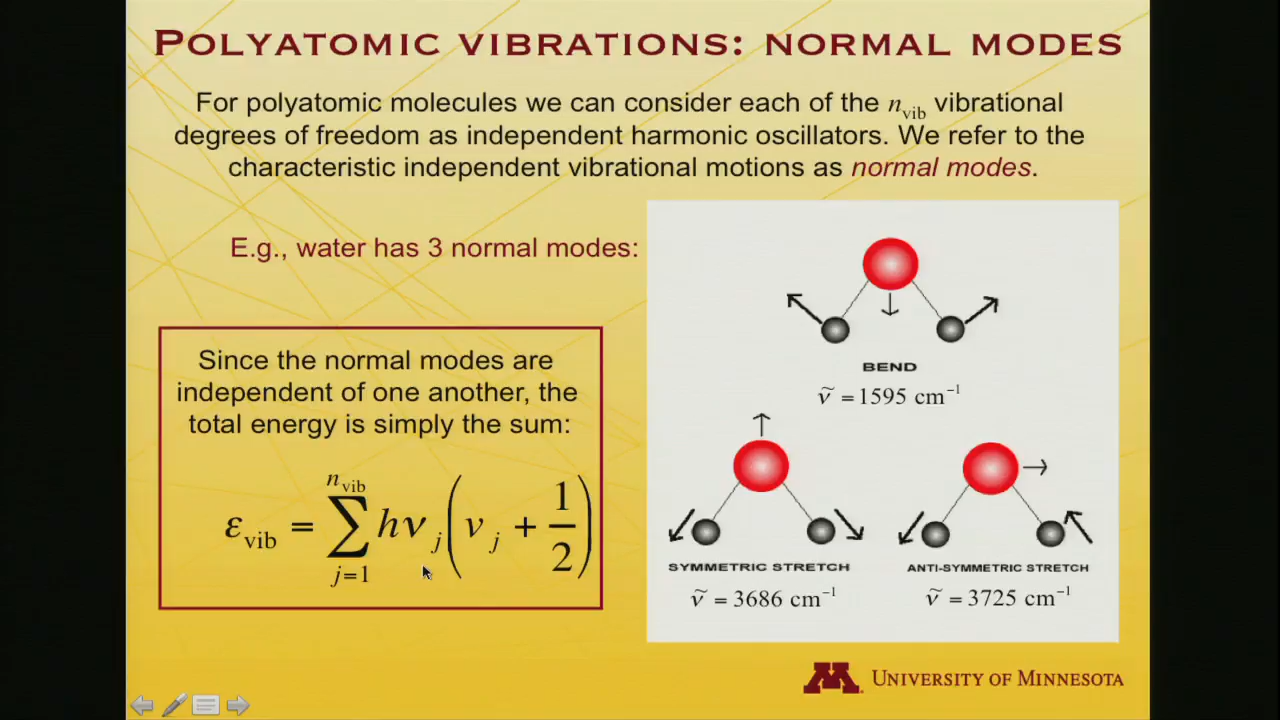 POLYATOMIC VIBRATIONS: NORMAL MODES
For polyatomic molecules we can consider each of the n_vib vibrational
degrees of freedom as independent harmonic oscillators. We refer to the
characteristic independent vibrational motions as normal modes.
E.g., water has 3 normal modes:
Since the normal modes are
independent of one another, the
total energy is simply the sum:
ε_vib = ∑_{j=1}^{n_vib} hν_j (v_j + 1/2)
BEND
ν̃ = 1595 cm⁻¹
SYMMETRIC STRETCH
ν̃ = 3686 cm⁻¹
ANTI-SYMMETRIC STRETCH
ν̃ = 3725 cm⁻¹
M
UNIVERSITY OF MINNESOTA